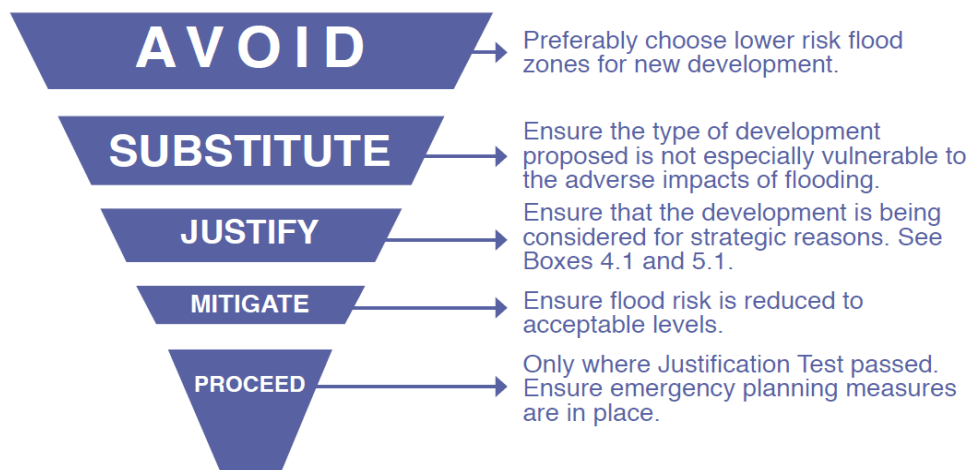 AVOID
Preferably choose lower risk flood
zones for new development.
SUBSTITUTE
Ensure the type of development
proposed is not especially vulnerable to
the adverse impacts of flooding.
JUSTIFY
Ensure that the development is being
considered for strategic reasons. See
Boxes 4.1 and 5.1.
MITIGATE
Ensure flood risk is reduced to
acceptable levels.
PROCEED
Only where Justification Test passed.
Ensure emergency planning measures
are in place.